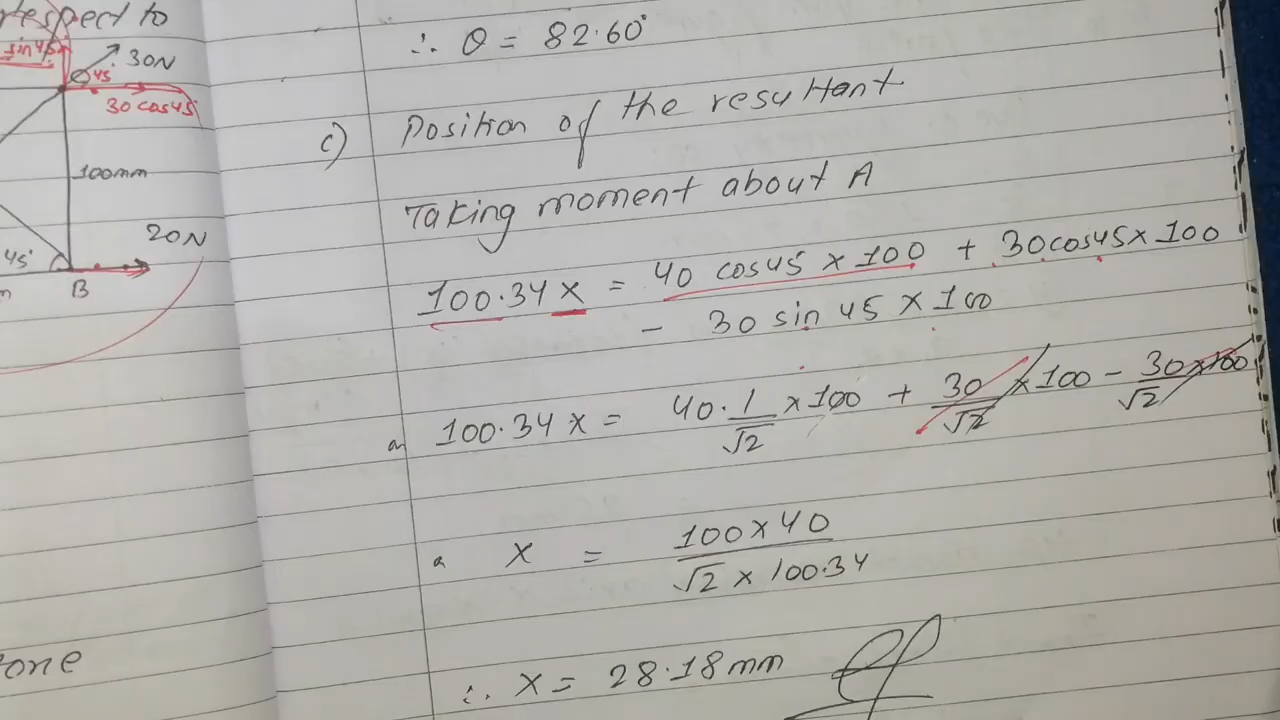 respect to
sin45
30N
45
30 cos45
100mm
45°
20N
B
one
∴ θ = 82.60°
c) Position of the resultant
Taking moment about A
100.34 x = 40 cos45 × 100 + 30cos45 × 100
- 30 sin 45 × 100
100.34 x = 40 . 1/√2 × 100 + 30/√2 × 100 - 30×100/√2
x = 100 × 40 / √2 × 100.34
∴ x = 28.18 mm